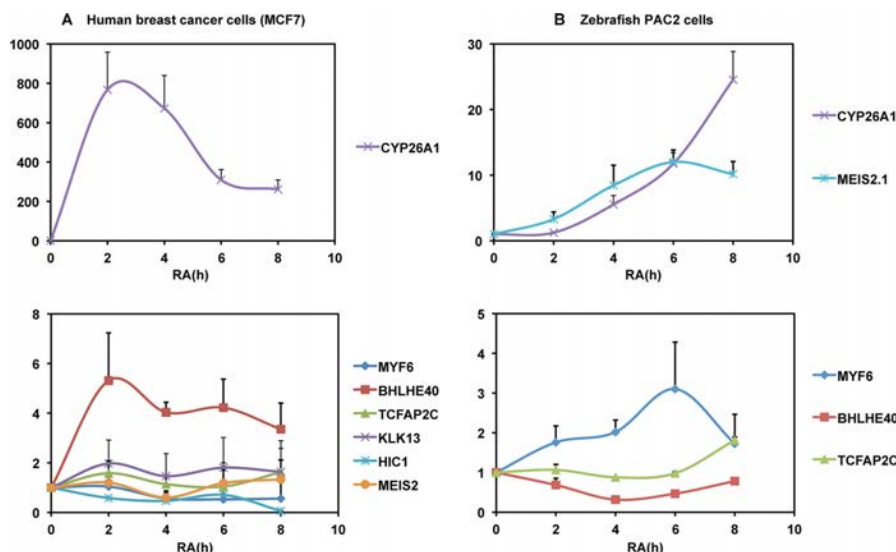 A Human breast cancer cells (MCF7)
1000
800
600
400
200
0
0 2 4 6 8 10
RA(h)
CYP26A1
8
6
4
2
0
0 2 4 6 8 10
RA(h)
MYF6
BHLHE40
TCFAP2C
KLK13
HIC1
MEIS2
B Zebrafish PAC2 cells
30
20
10
0
0 2 4 6 8 10
RA(h)
CYP26A1
MEIS2.1
5
4
3
2
1
0
0 2 4 6 8 10
RA(h)
MYF6
BHLHE40
TCFAP2C